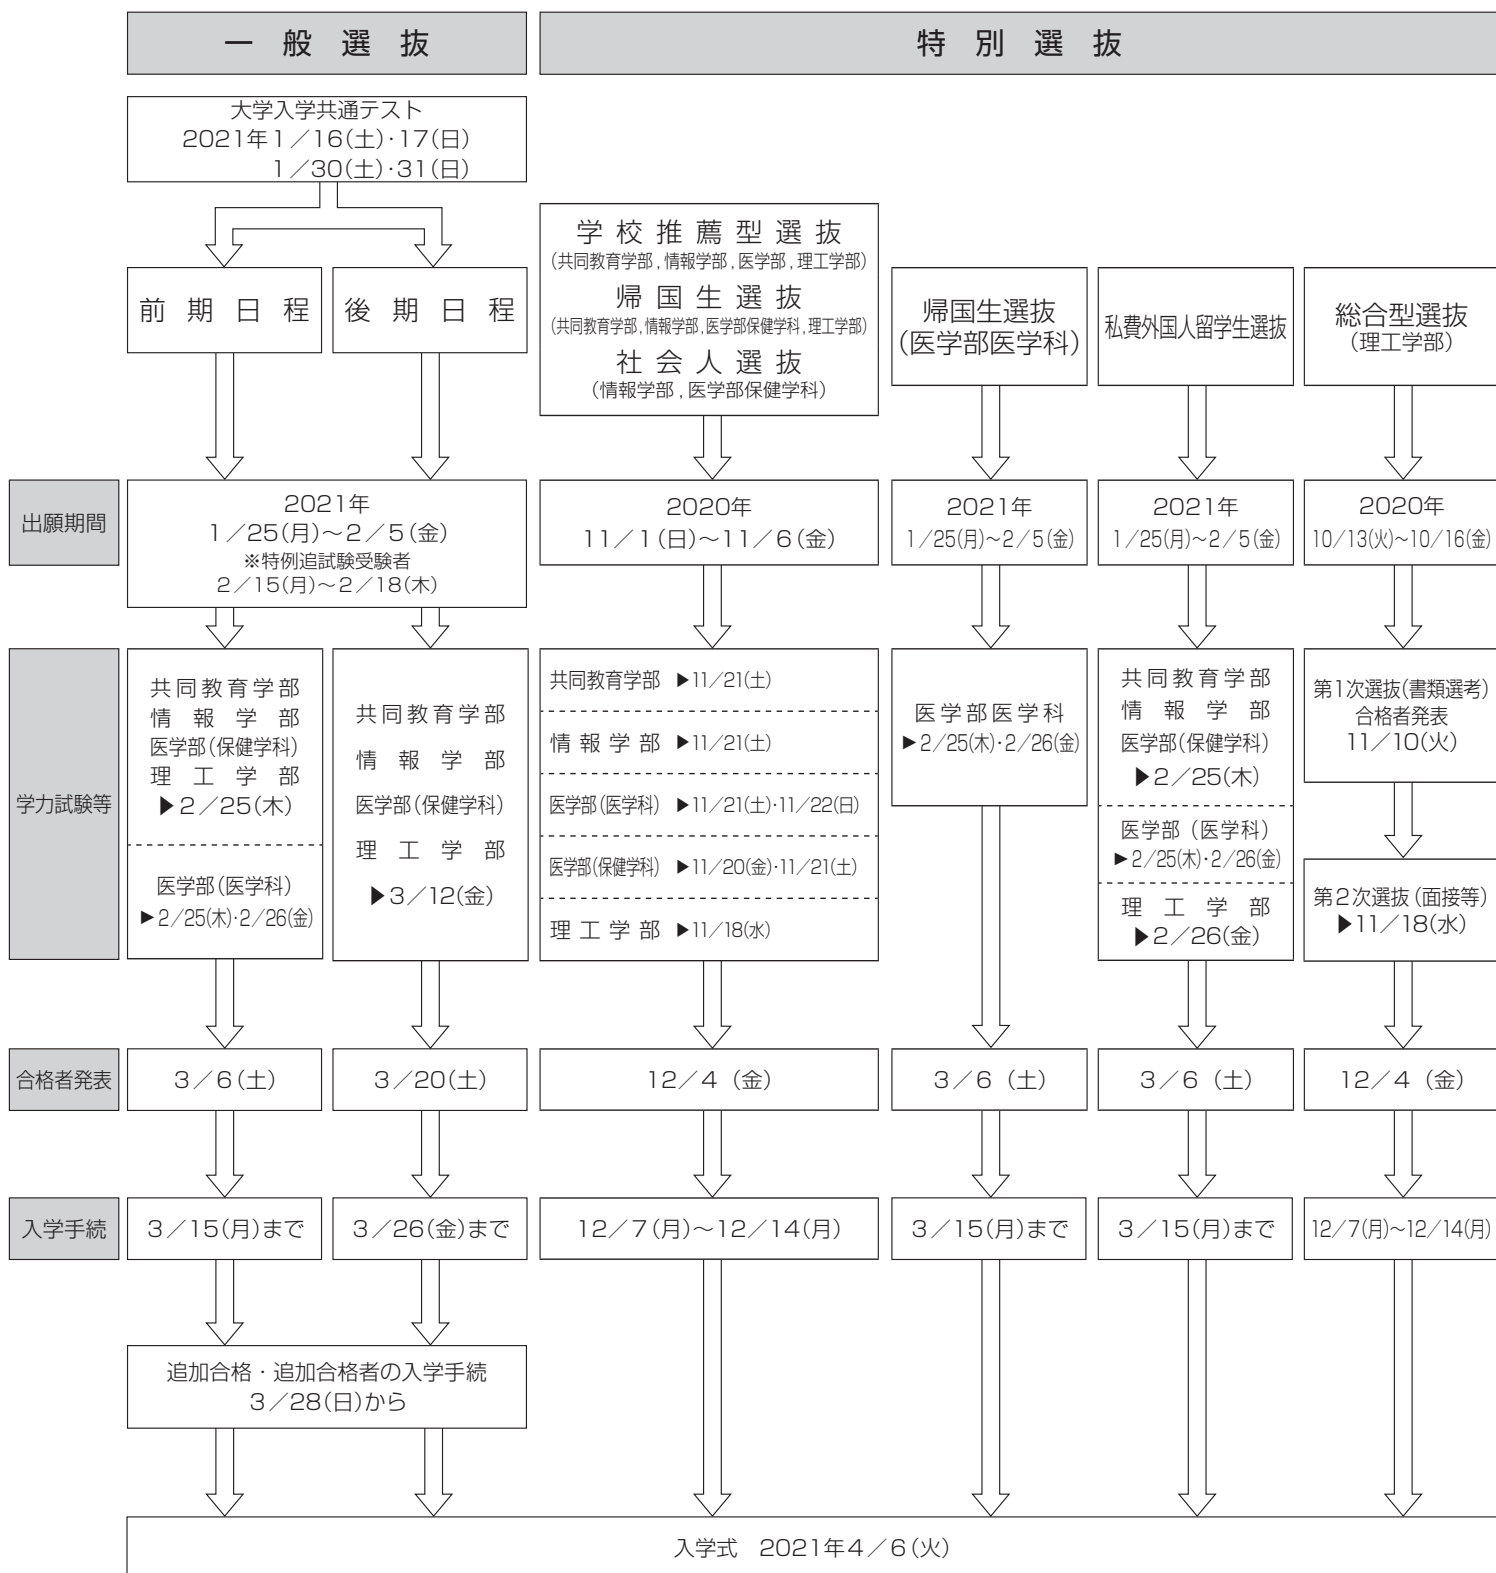 一般選抜
特別選抜
大学入学共通テスト
2021年1／16(土)・17(日)
1／30(土)・31(日)
前期日程
後期日程
学校推薦型選抜
(共同教育学部,情報学部,医学部,理工学部)
帰国生選抜
(共同教育学部,情報学部,医学部保健学科,理工学部)
社会人選抜
(情報学部,医学部保健学科)
帰国生選抜
(医学部医学科)
私費外国人留学生選抜
総合型選抜
(理工学部)
出願期間
2021年
1／25(月)～2／5(金)
※特例追試験受験者
2／15(月)～2／18(木)
2020年
11／1(日)～11／6(金)
2021年
1／25(月)～2／5(金)
2021年
1／25(月)～2／5(金)
2020年
10／13(火)～10／16(金)
学力試験等
共同教育学部
情報学部
医学部(保健学科)
理工学部
▶2／25(木)
医学部(医学科)
▶2／25(木)・2／26(金)
共同教育学部
情報学部
医学部(保健学科)
理工学部
▶3／12(金)
共同教育学部 ▶11／21(土)
情報学部 ▶11／21(土)
医学部(医学科) ▶11／21(土)・11／22(日)
医学部(保健学科) ▶11／20(金)・11／21(土)
理工学部 ▶11／18(水)
医学部医学科
▶2／25(木)・2／26(金)
共同教育学部
情報学部
医学部(保健学科)
▶2／25(木)
医学部(医学科)
▶2／25(木)・2／26(金)
理工学部
▶2／26(金)
第1次選抜(書類選考)
合格者発表
11／10(火)
第2次選抜(面接等)
▶11／18(水)
合格者発表
3／6(土)
3／20(土)
12／4(金)
3／6(土)
3／6(土)
12／4(金)
入学手続
3／15(月)まで
3／26(金)まで
12／7(月)～12／14(月)
3／15(月)まで
3／15(月)まで
12／7(月)～12／14(月)
追加合格・追加合格者の入学手続
3／28(日)から
入学式 2021年4／6(火)